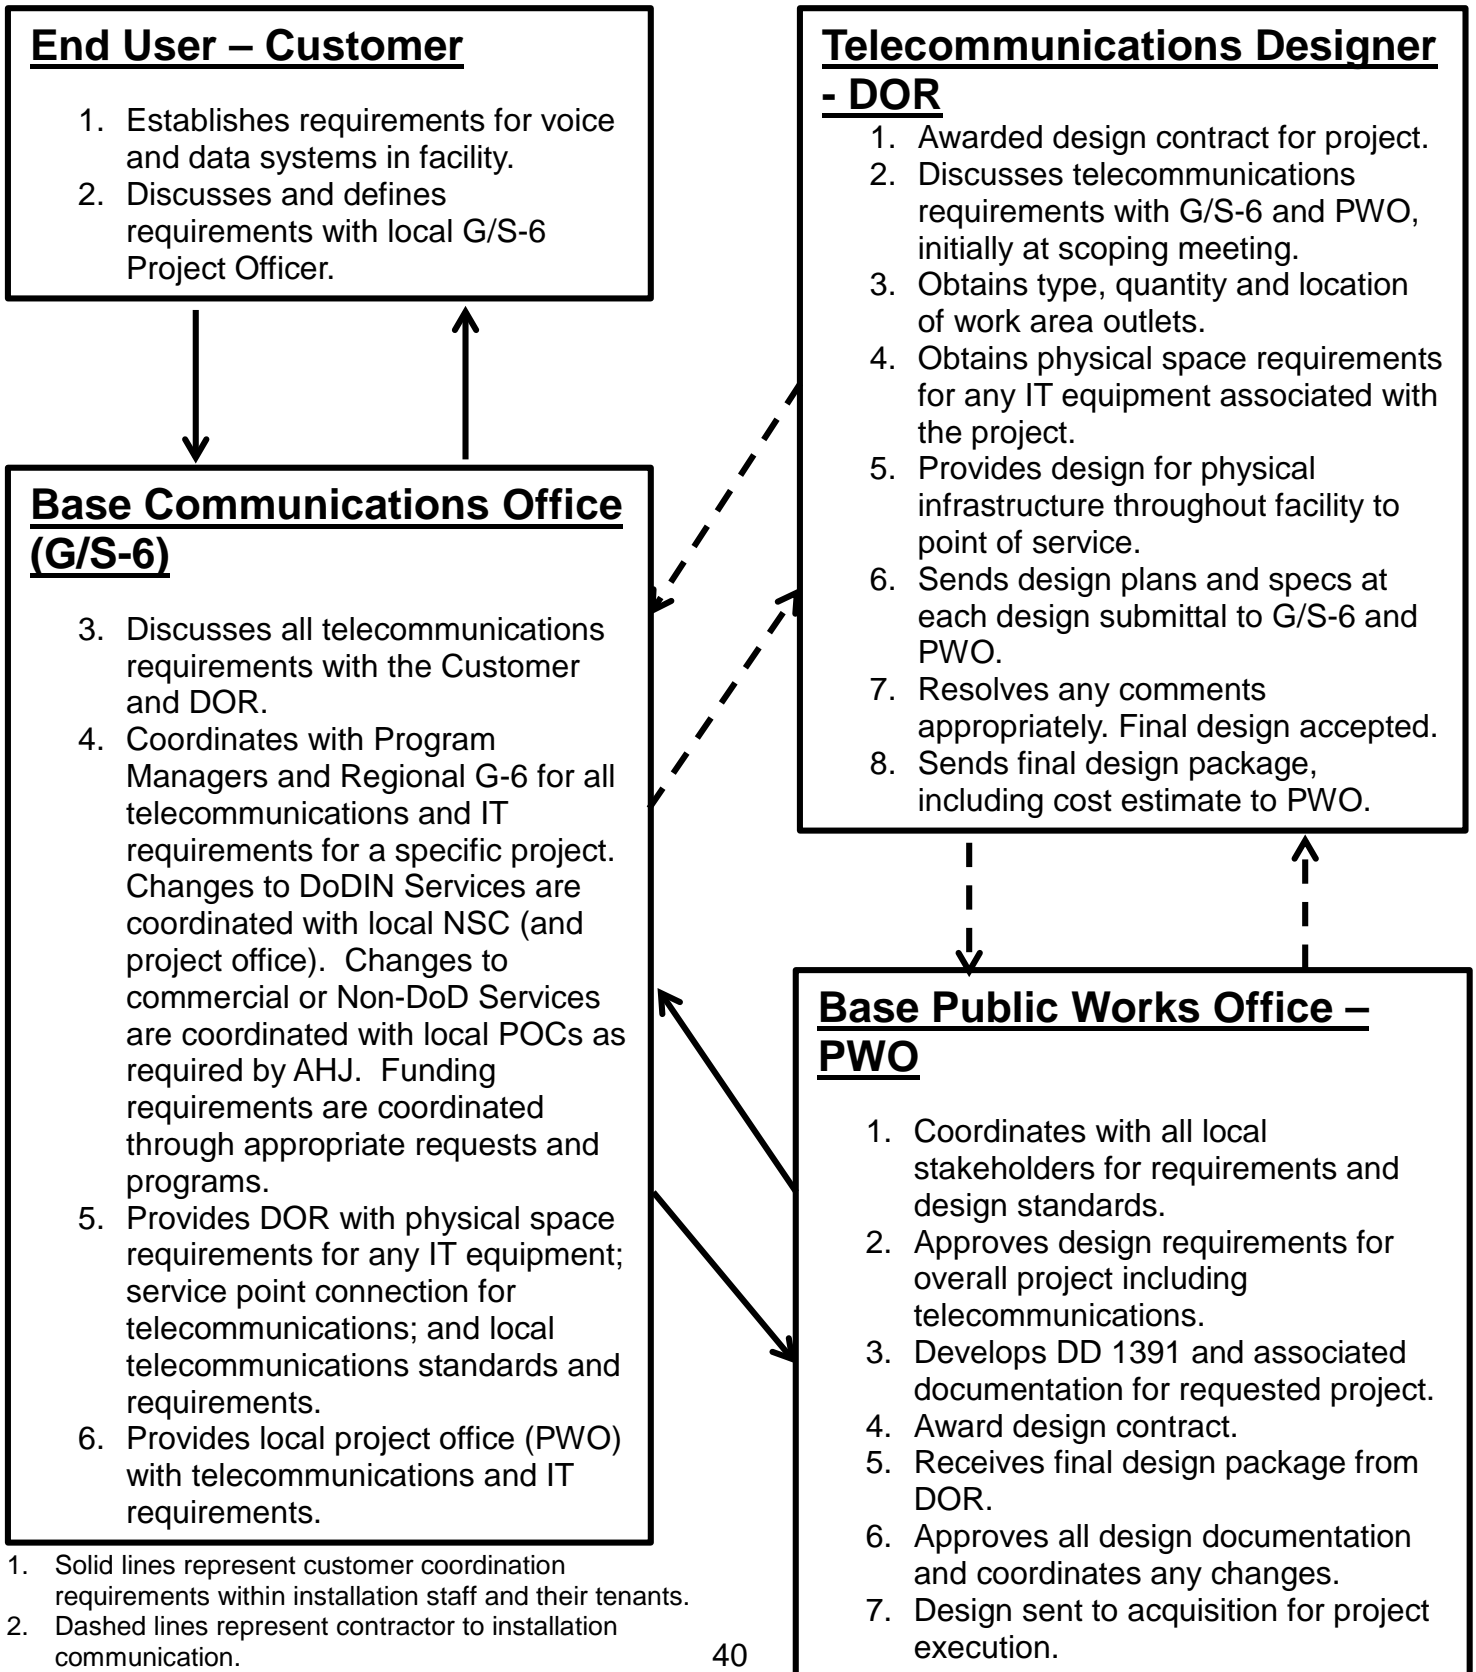 End User – Customer
1. Establishes requirements for voice
and data systems in facility.
2. Discusses and defines
requirements with local G/S-6
Project Officer.
Base Communications Office
(G/S-6)
3. Discusses all telecommunications
requirements with the Customer
and DOR.
4. Coordinates with Program
Managers and Regional G-6 for all
telecommunications and IT
requirements for a specific project.
Changes to DoDIN Services are
coordinated with local NSC (and
project office). Changes to
commercial or Non-DoD Services
are coordinated with local POCs as
required by AHJ. Funding
requirements are coordinated
through appropriate requests and
programs.
5. Provides DOR with physical space
requirements for any IT equipment;
service point connection for
telecommunications; and local
telecommunications standards and
requirements.
6. Provides local project office (PWO)
with telecommunications and IT
requirements.
Telecommunications Designer
- DOR
1. Awarded design contract for project.
2. Discusses telecommunications
requirements with G/S-6 and PWO,
initially at scoping meeting.
3. Obtains type, quantity and location
of work area outlets.
4. Obtains physical space requirements
for any IT equipment associated with
the project.
5. Provides design for physical
infrastructure throughout facility to
point of service.
6. Sends design plans and specs at
each design submittal to G/S-6 and
PWO.
7. Resolves any comments
appropriately. Final design accepted.
8. Sends final design package,
including cost estimate to PWO.
Base Public Works Office –
PWO
1. Coordinates with all local
stakeholders for requirements and
design standards.
2. Approves design requirements for
overall project including
telecommunications.
3. Develops DD 1391 and associated
documentation for requested project.
4. Award design contract.
5. Receives final design package from
DOR.
6. Approves all design documentation
and coordinates any changes.
7. Design sent to acquisition for project
execution.
1. Solid lines represent customer coordination
requirements within installation staff and their tenants.
2. Dashed lines represent contractor to installation
communication.
40